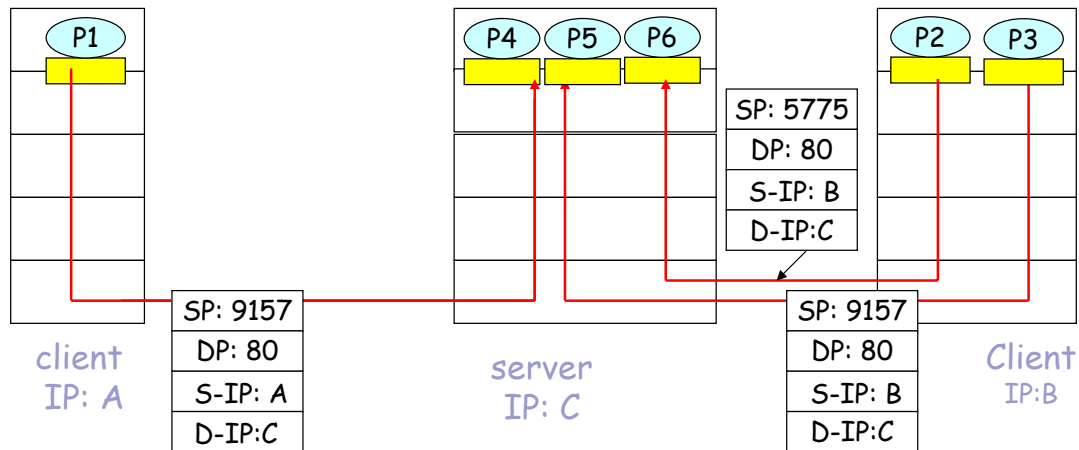 P1
P4
P5
P6
P2
P3
SP: 5775
DP: 80
S-IP: B
D-IP:C
SP: 9157
DP: 80
S-IP: A
D-IP:C
SP: 9157
DP: 80
S-IP: B
D-IP:C
client
IP: A
server
IP: C
Client
IP:B